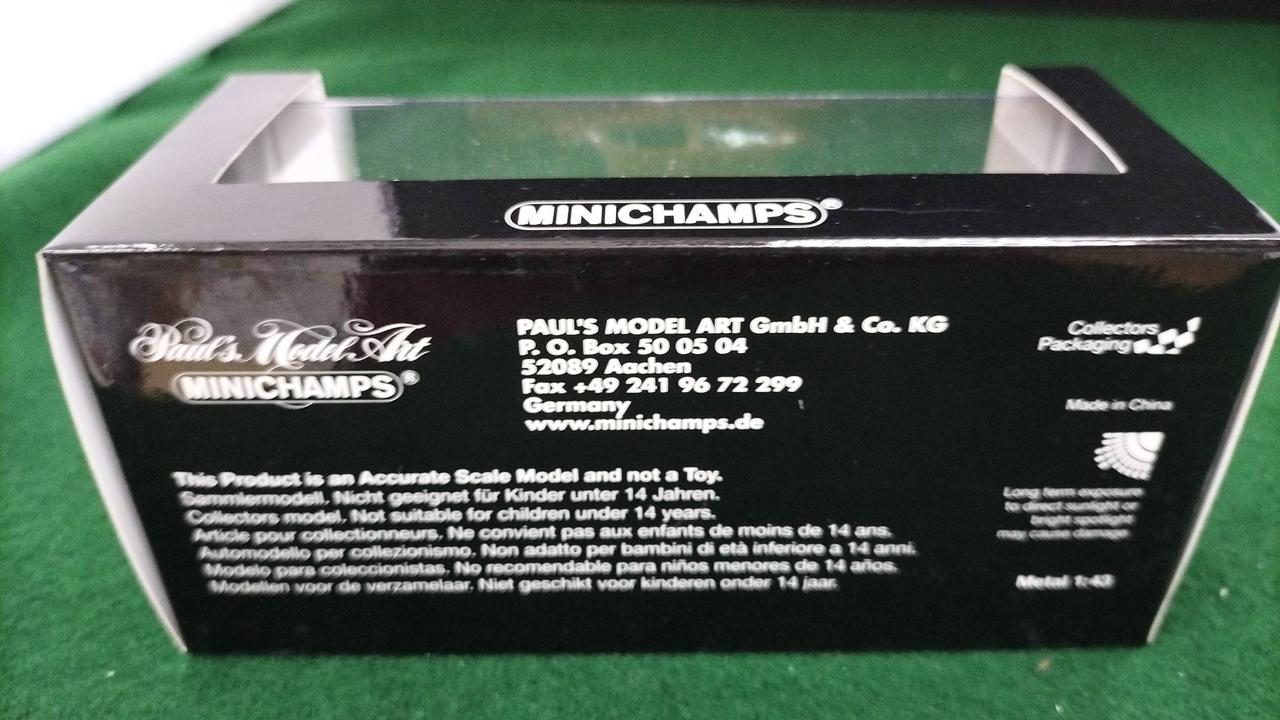 MINICHAMPS®
Paul's Model Art
MINICHAMPS®
PAUL'S MODEL ART GmbH & Co. KG
P. O. Box 50 05 04
52089 Aachen
Fax +49 241 96 72 299
Germany
www.minichamps.de
Collectors
Packaging
Made in China
This Product is an Accurate Scale Model and not a Toy.
Sammlermodell. Nicht geeignet für Kinder unter 14 Jahren.
Collectors model. Not suitable for children under 14 years.
Article pour collectionneurs. Ne convient pas aux enfants de moins de 14 ans.
Automodello per collezionismo. Non adatto per bambini di età inferiore a 14 anni.
Modelo para coleccionistas. No recomendable para niños menores de 14 años.
Modellen voor de verzamelaar. Niet geschikt voor kinderen onder 14 jaar.
Long term exposure
to direct sunlight or
bright spotlight
may cause damage
Metal 1:43